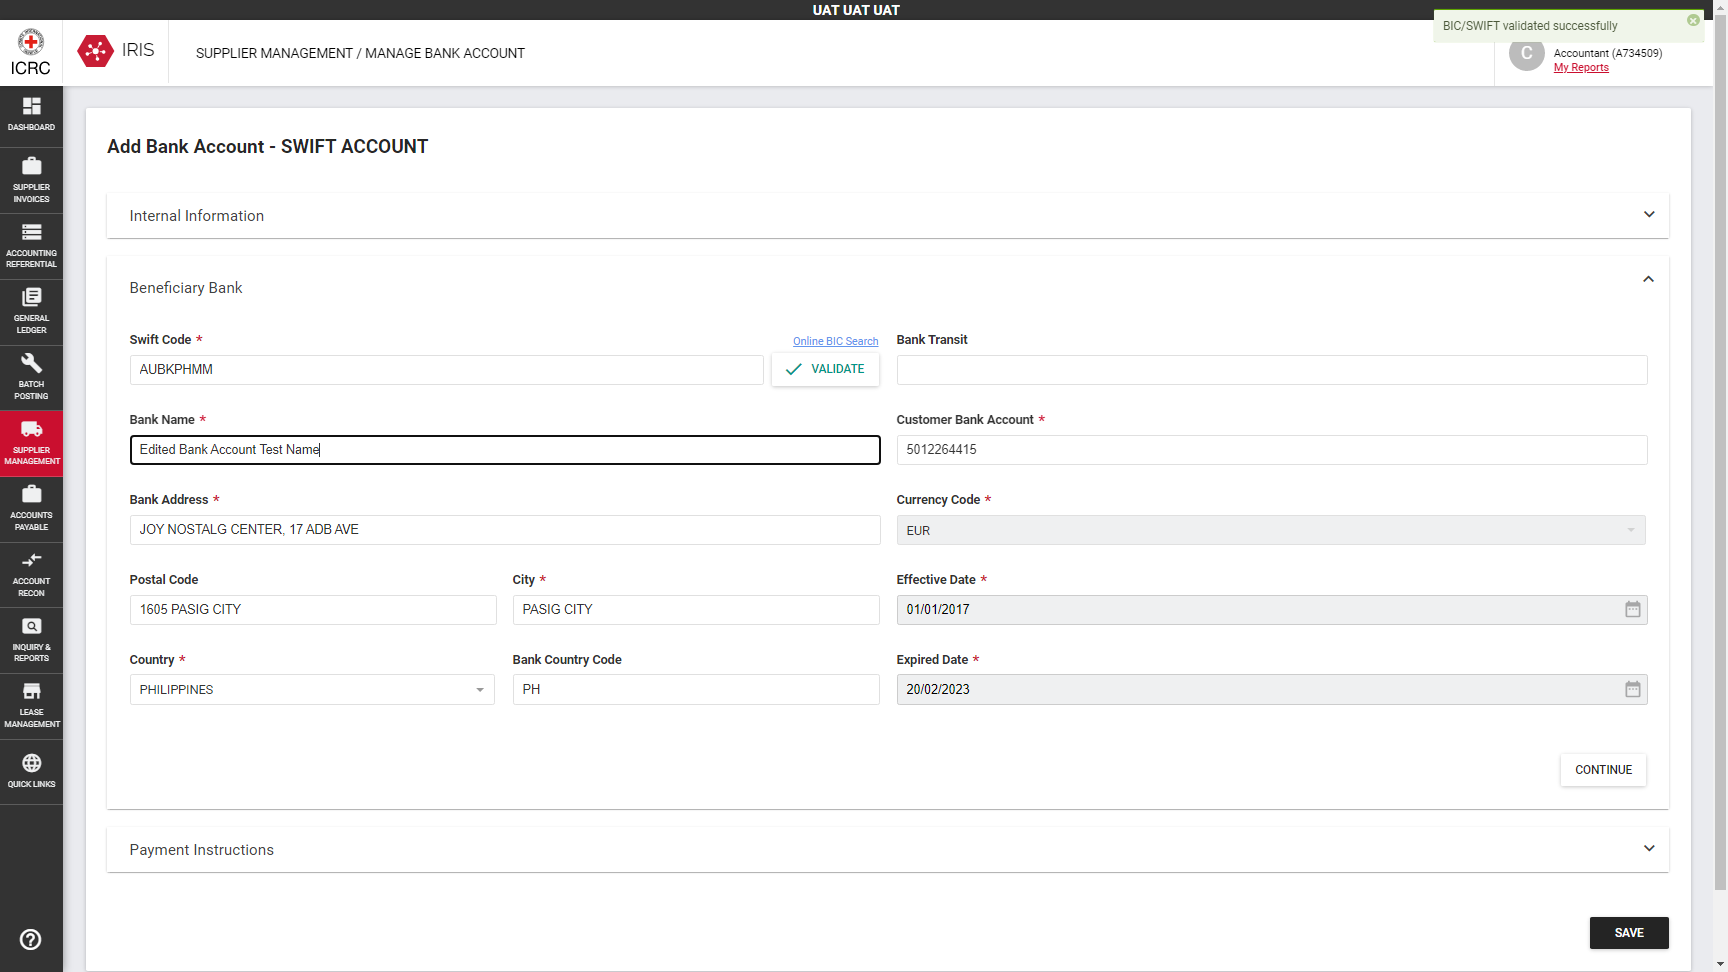 UAT UAT UAT
ICRC
IRIS
SUPPLIER MANAGEMENT / MANAGE BANK ACCOUNT
BIC/SWIFT validated successfully
C
Accountant (A734509)
My Reports
DASHBOARD
SUPPLIER
INVOICES
ACCOUNTING
REFERENTIAL
GENERAL
LEDGER
BATCH
POSTING
SUPPLIER
MANAGEMENT
ACCOUNTS
PAYABLE
ACCOUNT
RECON
INQUIRY &
REPORTS
LEASE
MANAGEMENT
QUICK LINKS
Add Bank Account - SWIFT ACCOUNT
Internal Information
Beneficiary Bank
Swift Code *
Online BIC Search
AUBKPHMM
VALIDATE
Bank Transit
Bank Name *
Edited Bank Account Test Name
Customer Bank Account *
5012264415
Bank Address *
JOY NOSTALG CENTER, 17 ADB AVE
Currency Code *
EUR
Postal Code
1605 PASIG CITY
City *
PASIG CITY
Effective Date *
01/01/2017
Country *
PHILIPPINES
Bank Country Code
PH
Expired Date *
20/02/2023
CONTINUE
Payment Instructions
SAVE